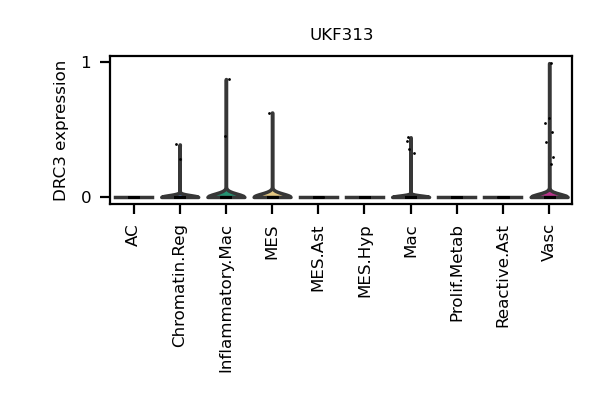 UKF313
DRC3 expression
1
0
AC
Chromatin.Reg
Inflammatory.Mac
MES
MES.Ast
MES.Hyp
Mac
Prolif.Metab
Reactive.Ast
Vasc